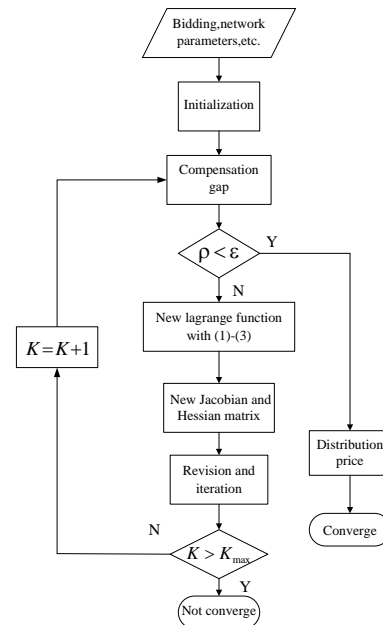 Bidding,network
parameters,etc.
Initialization
Compensation
gap
ρ < ε
Y
N
New lagrange function
with (1)-(3)
K=K+1
New Jacobian and
Hessian matrix
Distribution
price
Revision and
iteration
Converge
N
K > Kmax
Y
Not converge